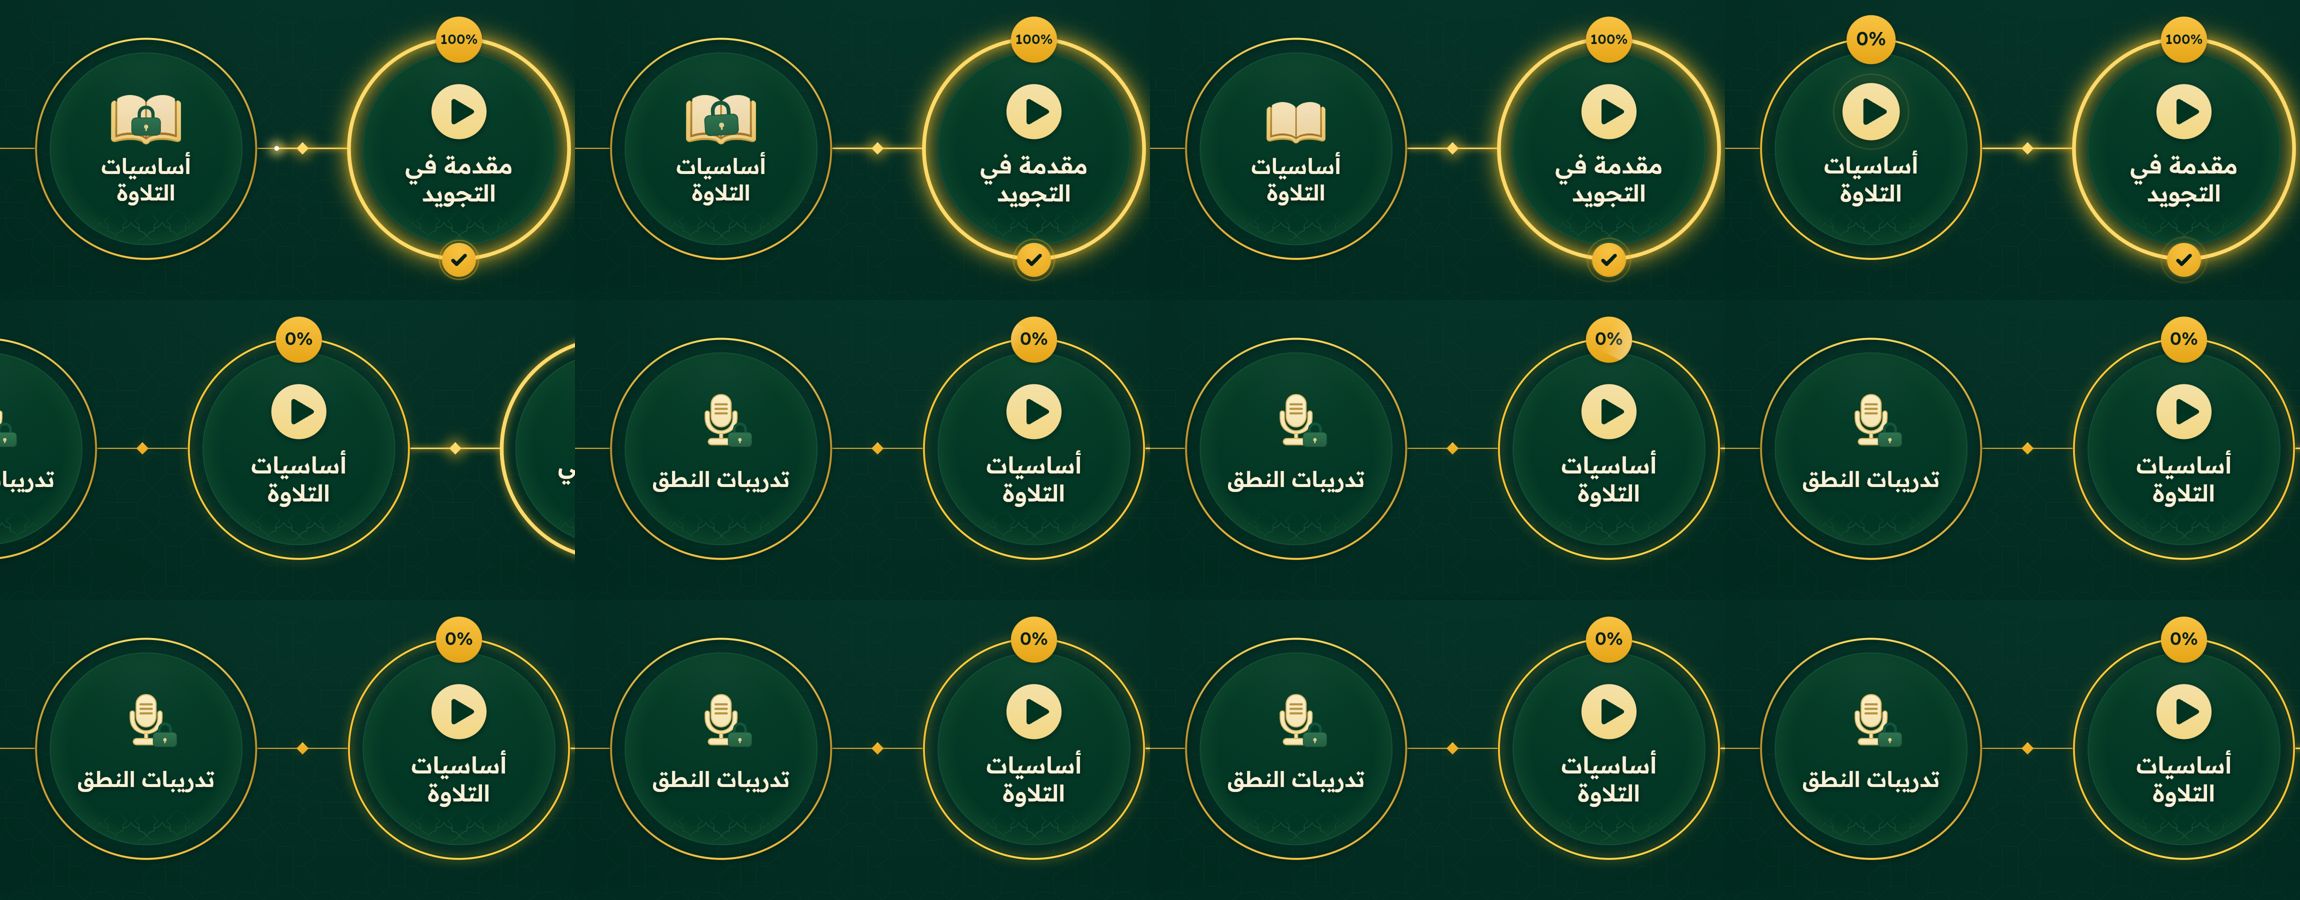 100%
مقدمة في
التجويد
أساسيات
التلاوة
100%
مقدمة في
التجويد
أساسيات
التلاوة
100%
مقدمة في
التجويد
أساسيات
التلاوة
100%
مقدمة في
التجويد
0%
أساسيات
التلاوة
0%
أساسيات
التلاوة
0%
أساسيات
التلاوة
تدريبات النطق
0%
أساسيات
التلاوة
تدريبات النطق
0%
أساسيات
التلاوة
تدريبات النطق
0%
أساسيات
التلاوة
تدريبات النطق
0%
أساسيات
التلاوة
تدريبات النطق
0%
أساسيات
التلاوة
تدريبات النطق
0%
أساسيات
التلاوة
تدريبات النطق